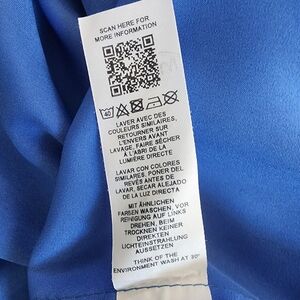 SCAN HERE FOR
MORE INFORMATION
40
LAVER AVEC DES
COULEURS SIMILAIRES,
RETOURNER SUR
L'ENVERS AVANT
LAVAGE, FAIRE SÉCHER
À L'ABRI DE LA
LUMIÈRE DIRECTE
LAVAR CON COLORES
SIMILARES, PONER DEL
REVÉS ANTES DE
LAVAR, SECAR ALEJADO
DE LA LUZ DIRECTA
MIT ÄHNLICHEN
FARBEN WASCHEN, VOR
REINIGUNG AUF LINKS
DREHEN, BEIM
TROCKNEN KEINER
DIREKTEN
LICHTEINSTRAHLUNG
AUSSETZEN
THINK OF THE
ENVIRONMENT WASH AT 30°